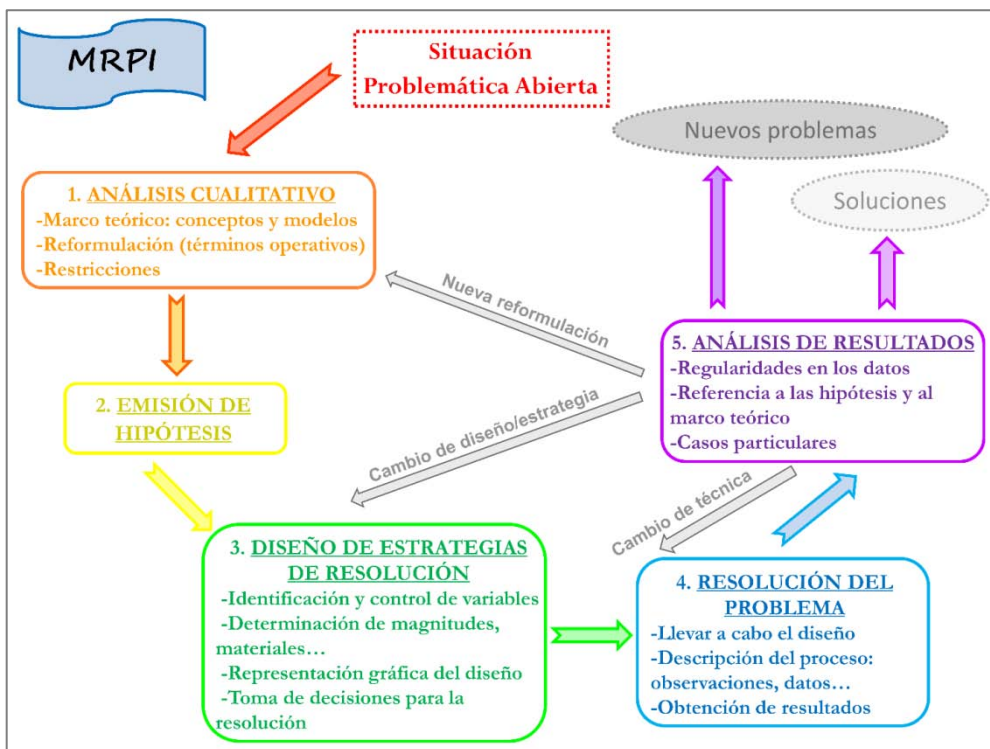 MRPI
Situación
Problemática Abierta
Nuevos problemas
Soluciones
1. ANÁLISIS CUALITATIVO
-Marco teórico: conceptos y modelos
-Reformulación (términos operativos)
-Restricciones
Nueva reformulación
2. EMISIÓN DE
HIPÓTESIS
Cambio de diseño/estrategia
5. ANÁLISIS DE RESULTADOS
-Regularidades en los datos
-Referencia a las hipótesis y al
marco teórico
-Casos particulares
Cambio de técnica
3. DISEÑO DE ESTRATEGIAS
DE RESOLUCIÓN
-Identificación y control de variables
-Determinación de magnitudes,
materiales…
-Representación gráfica del diseño
-Toma de decisiones para la
resolución
4. RESOLUCIÓN DEL
PROBLEMA
-Llevar a cabo el diseño
-Descripción del proceso:
observaciones, datos…
-Obtención de resultados